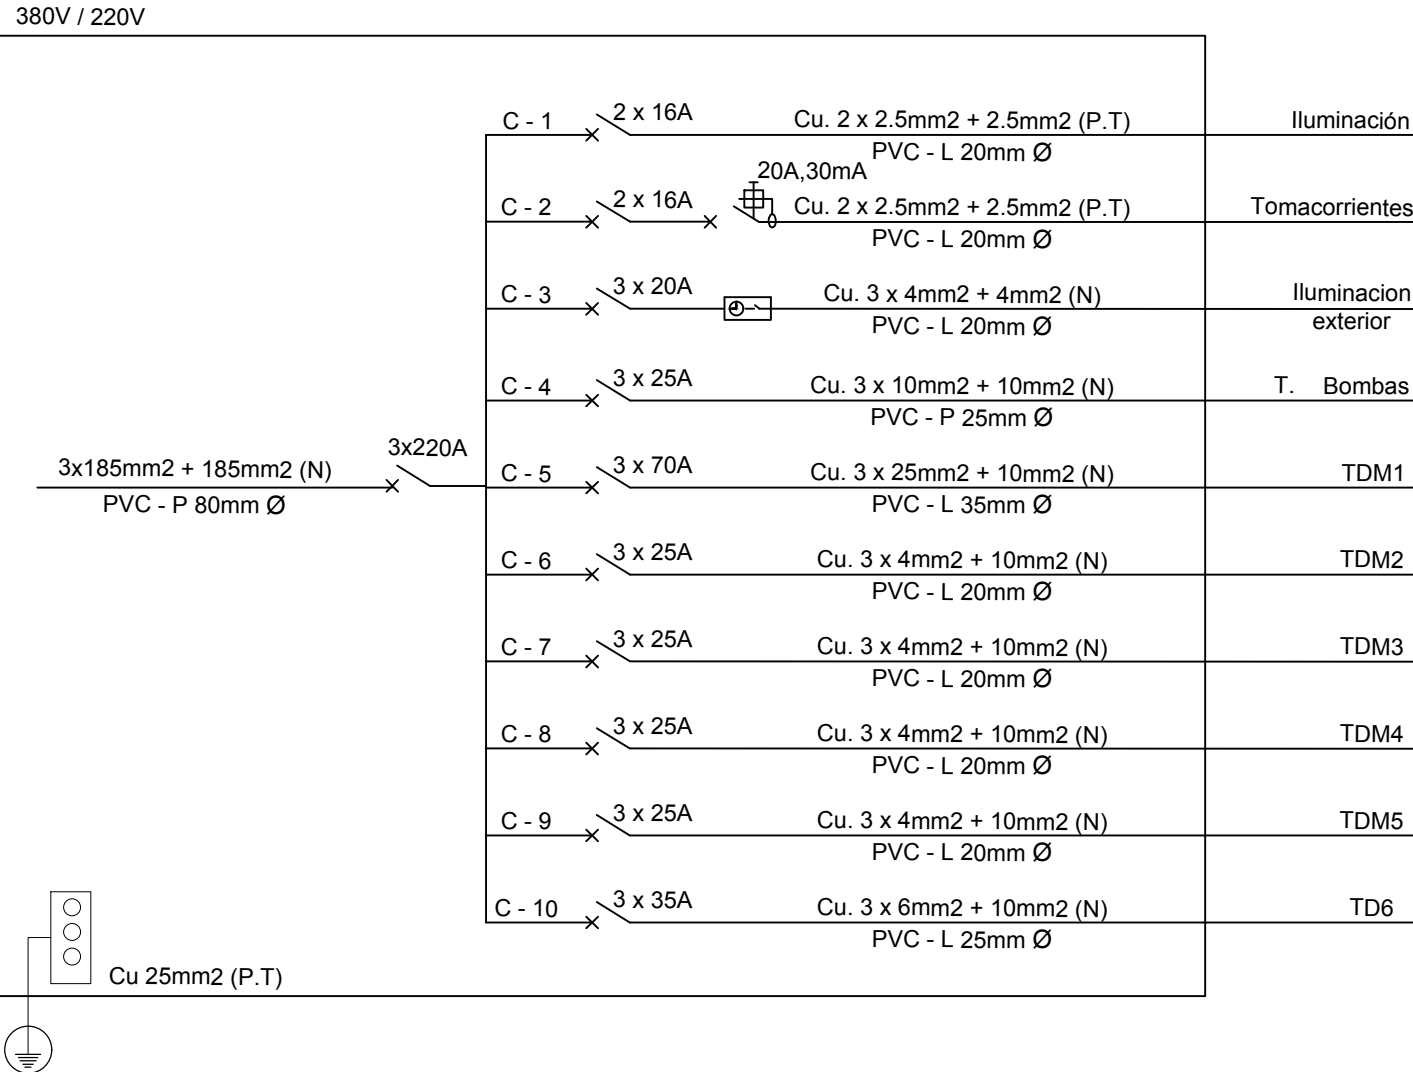 380V / 220V
C - 1
2 x 16A
Cu. 2 x 2.5mm2 + 2.5mm2 (P.T)
Iluminación
PVC - L 20mm Ø
20A,30mA
C - 2
2 x 16A
Cu. 2 x 2.5mm2 + 2.5mm2 (P.T)
Tomacorrientes
PVC - L 20mm Ø
C - 3
3 x 20A
Cu. 3 x 4mm2 + 4mm2 (N)
Iluminacion
PVC - L 20mm Ø
exterior
C - 4
3 x 25A
Cu. 3 x 10mm2 + 10mm2 (N)
T. Bombas
PVC - P 25mm Ø
3x185mm2 + 185mm2 (N)
PVC - P 80mm Ø
3x220A
C - 5
3 x 70A
Cu. 3 x 25mm2 + 10mm2 (N)
TDM1
PVC - L 35mm Ø
C - 6
3 x 25A
Cu. 3 x 4mm2 + 10mm2 (N)
TDM2
PVC - L 20mm Ø
C - 7
3 x 25A
Cu. 3 x 4mm2 + 10mm2 (N)
TDM3
PVC - L 20mm Ø
C - 8
3 x 25A
Cu. 3 x 4mm2 + 10mm2 (N)
TDM4
PVC - L 20mm Ø
C - 9
3 x 25A
Cu. 3 x 4mm2 + 10mm2 (N)
TDM5
PVC - L 20mm Ø
C - 10
3 x 35A
Cu. 3 x 6mm2 + 10mm2 (N)
TD6
PVC - L 25mm Ø
Cu 25mm2 (P.T)